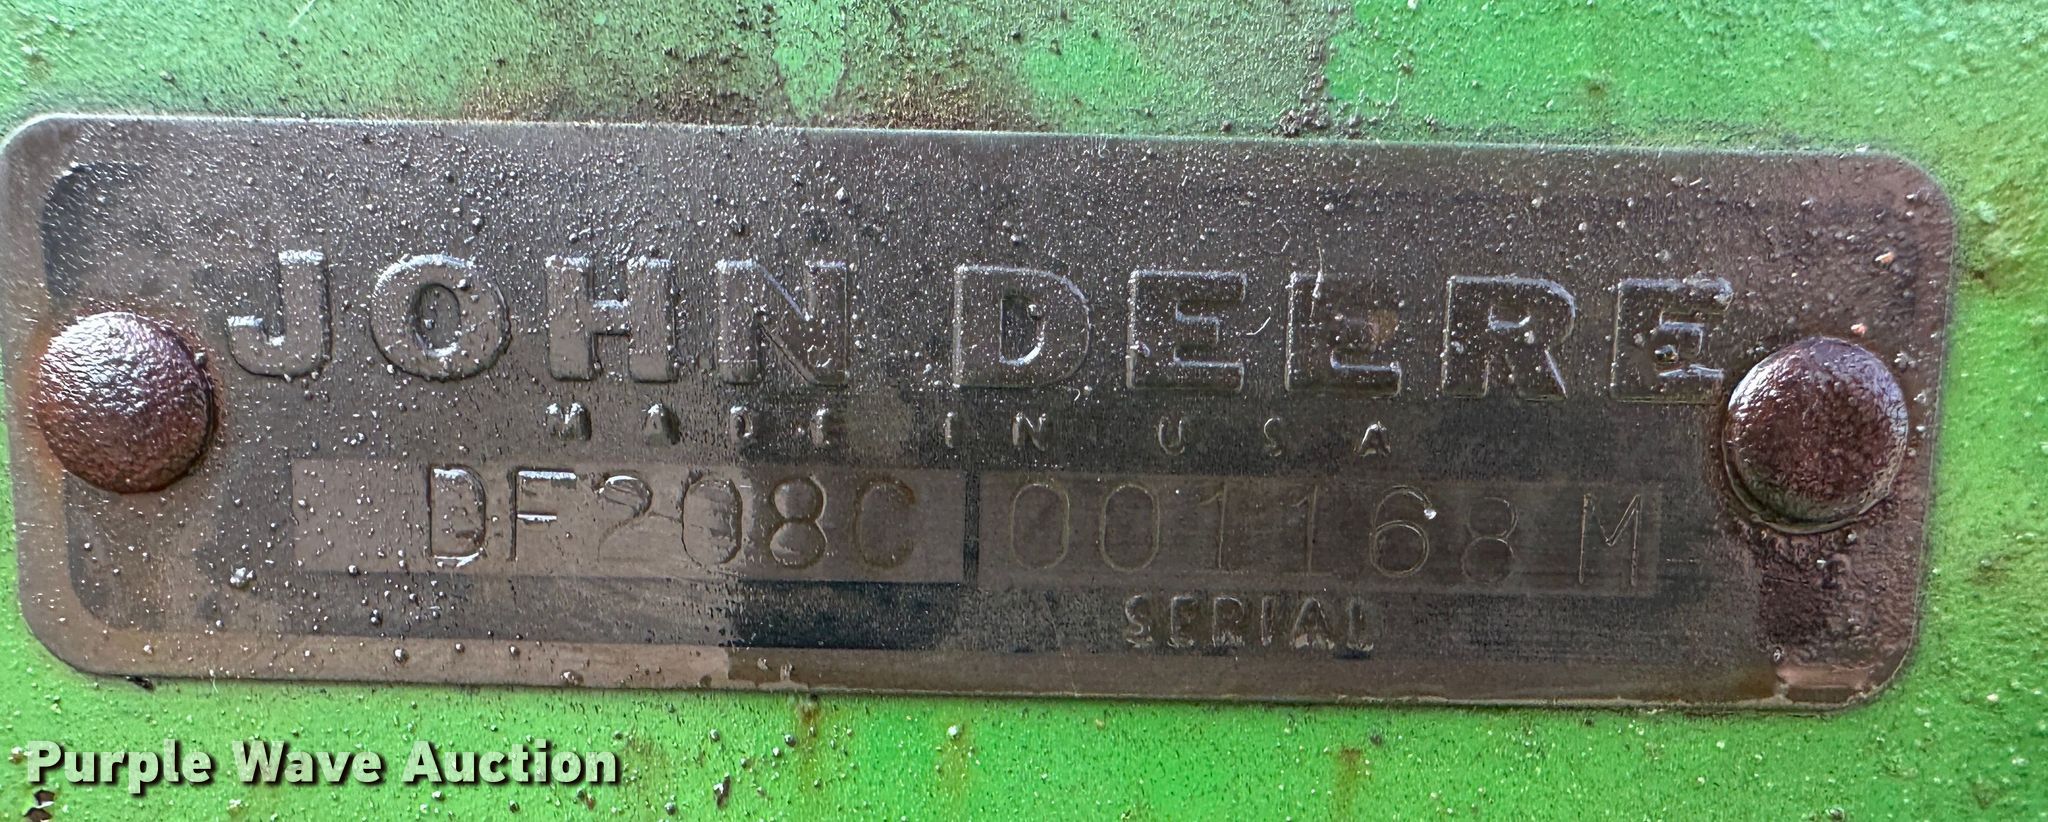 JOHN DEERE
MADE IN USA
DF208C 001168M
SERIAL
Purple Wave Auction